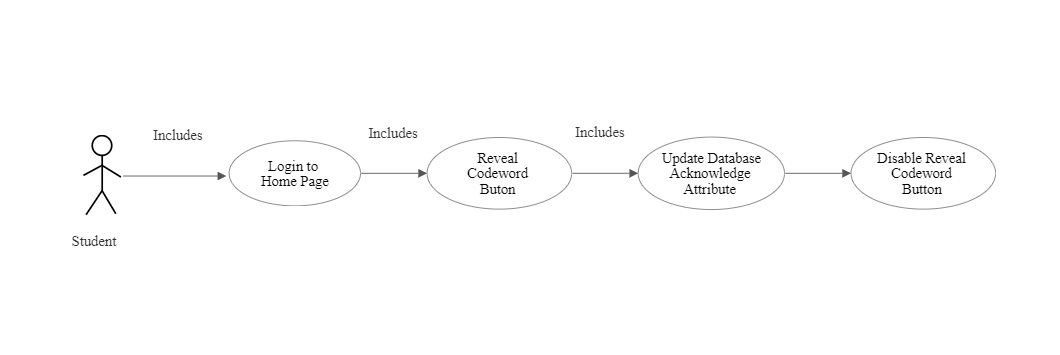 Includes
Includes
Includes
Login to
Home Page
Reveal
Codeword
Buton
Update Database
Acknowledge
Attribute
Disable Reveal
Codeword
Button
Student